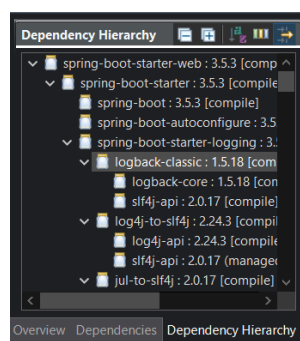 Dependency Hierarchy
spring-boot-starter-web : 3.5.3 [comp
spring-boot-starter : 3.5.3 [compile
spring-boot : 3.5.3 [compile]
spring-boot-autoconfigure : 3.5
spring-boot-starter-logging : 3.
logback-classic : 1.5.18 [com
logback-core : 1.5.18 [con
slf4j-api : 2.0.17 [compile]
log4j-to-slf4j : 2.24.3 [compil
log4j-api : 2.24.3 [compile
slf4j-api : 2.0.17 (managed
jul-to-slf4j : 2.0.17 [compile]
Overview Dependencies Dependency Hierarchy